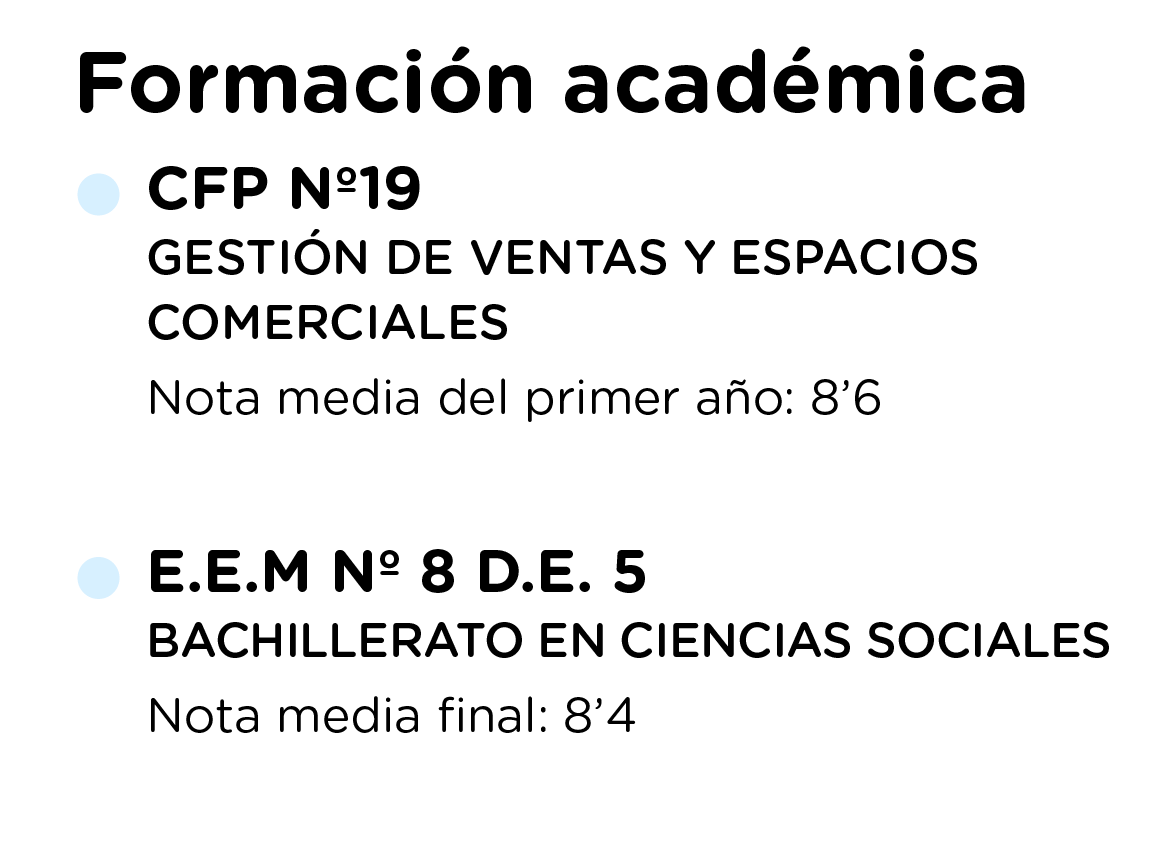 Formación académica
CFP Nº19
GESTIÓN DE VENTAS Y ESPACIOS
COMERCIALES
Nota media del primer año: 8’6
E.E.M Nº 8 D.E. 5
BACHILLERATO EN CIENCIAS SOCIALES
Nota media final: 8’4